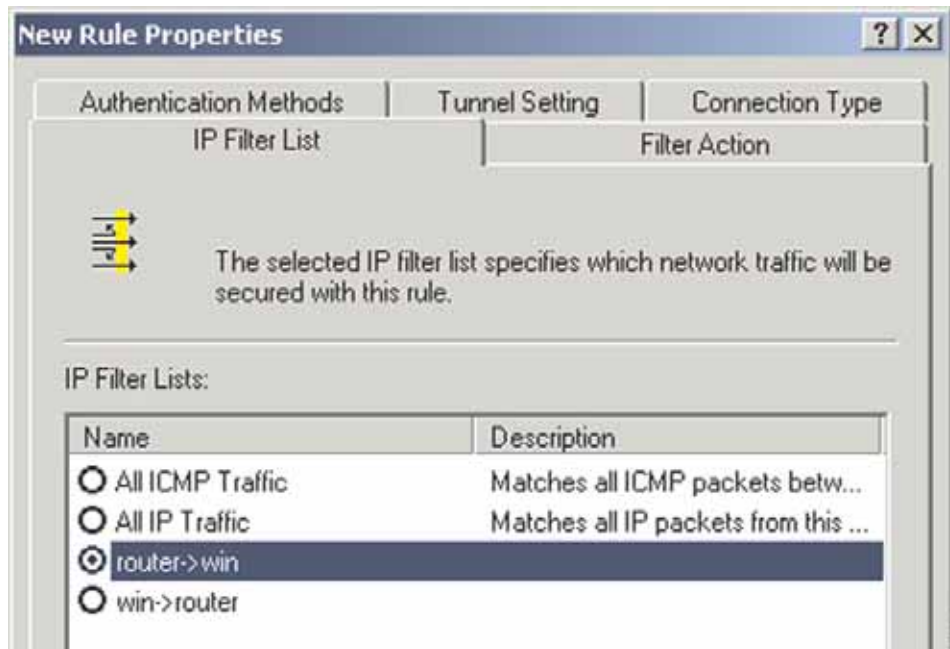 New Rule Properties
Authentication Methods Tunnel Setting Connection Type
IP Filter List Filter Action
The selected IP filter list specifies which network traffic will be
secured with this rule.
IP Filter Lists:
Name Description
All ICMP Traffic Matches all ICMP packets betw...
All IP Traffic Matches all IP packets from this ...
router->win
win->router